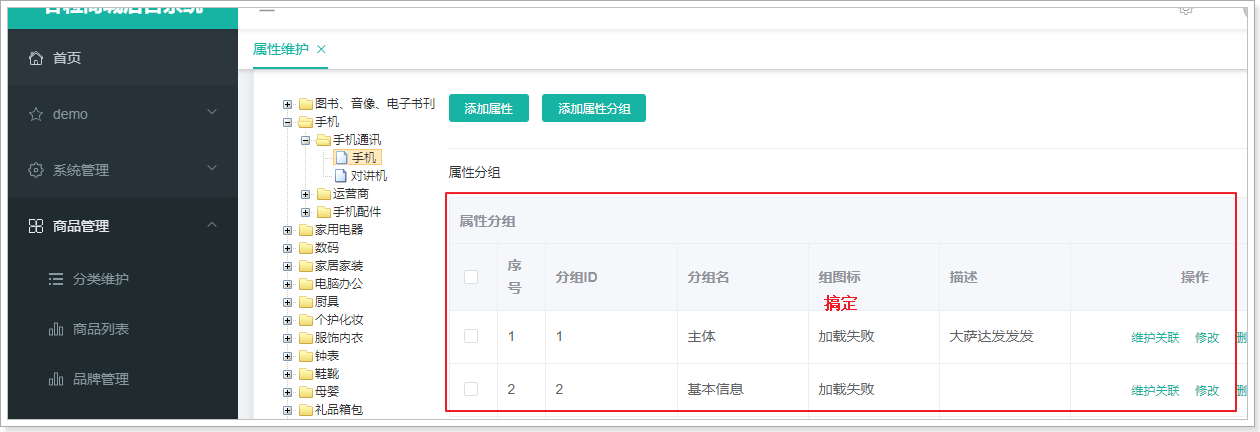 属性维护 ×
首页
demo
系统管理
商品管理
分类维护
商品列表
品牌管理
图书、音像、电子书刊
手机
手机通讯
手机
对讲机
运营商
手机配件
家用电器
数码
家居家装
电脑办公
厨具
个护化妆
服饰内衣
钟表
鞋靴
母婴
礼品箱包
添加属性 添加属性分组
属性分组
属性分组
序号 分组ID 分组名 组图标 描述 操作
搞定
1 1 主体 加载失败 大萨达发发发 维护关联 修改 删
2 2 基本信息 加载失败 维护关联 修改 删